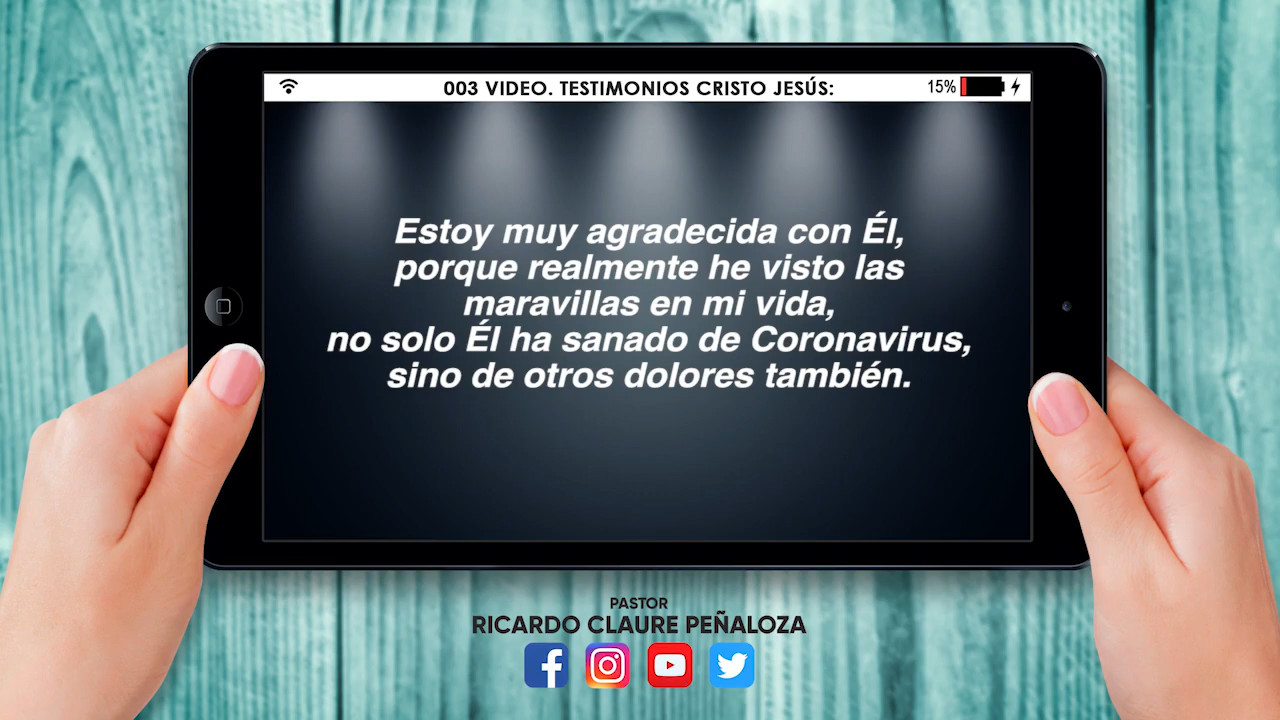 003 VIDEO. TESTIMONIOS CRISTO JESÚS:
15%
Estoy muy agradecida con Él,
porque realmente he visto las
maravillas en mi vida,
no solo Él ha sanado de Coronavirus,
sino de otros dolores también.
PASTOR
RICARDO CLAURE PEÑALOZA